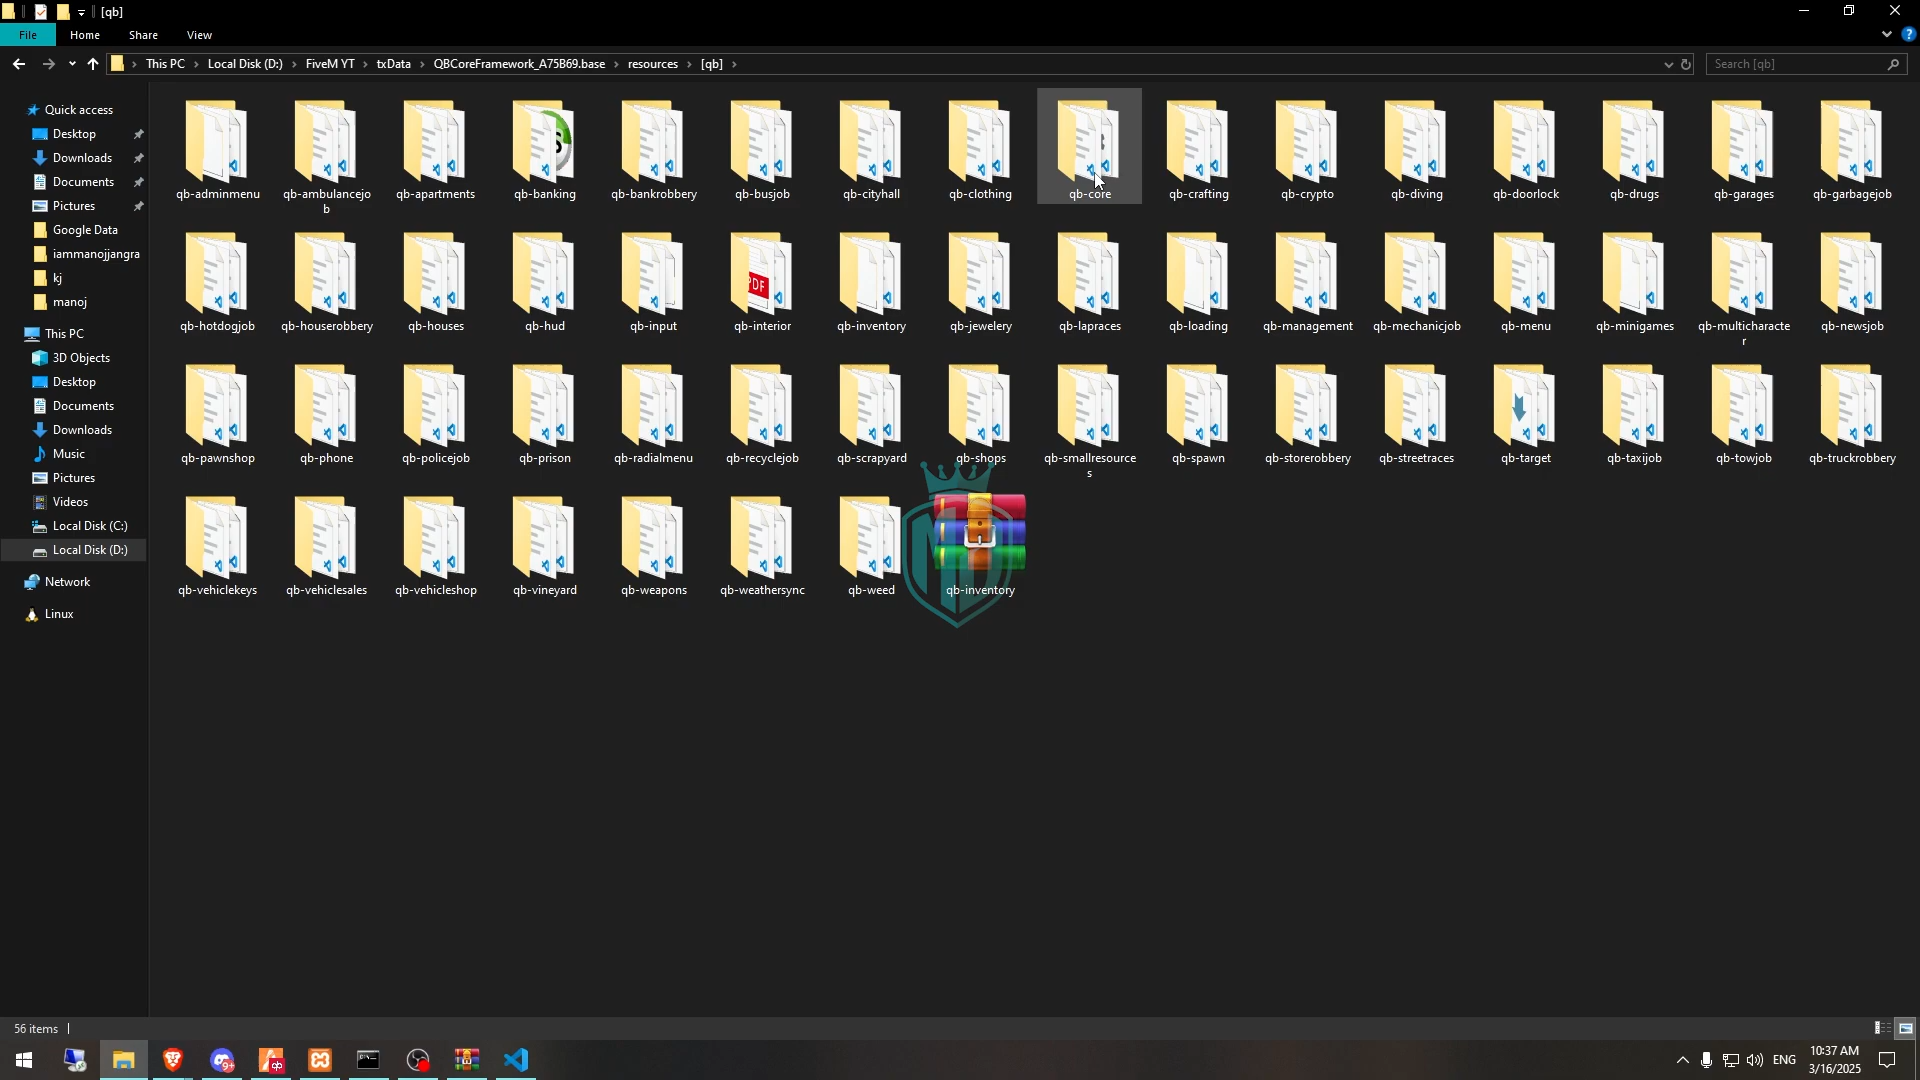 [qb]
File Home Share View
This PC Local Disk (D:) FiveM YT txData QBCoreFramework_A75B69.base resources [qb] Search [qb]
Quick access
Desktop
Downloads
Documents
Pictures
Google Data
iammanojjangra
kj
manoj
This PC
3D Objects
Desktop
Documents
Downloads
Music
Pictures
Videos
Local Disk (C:)
Local Disk (D:)
Network
Linux
qb-adminmenu qb-ambulancejo qb-apartments qb-banking qb-bankrobbery qb-busjob qb-cityhall qb-clothing qb-core qb-crafting qb-crypto qb-diving qb-doorlock qb-drugs qb-garages qb-garbagejob
b
qb-hotdogjob qb-houserobbery qb-houses qb-hud qb-input qb-interior qb-inventory qb-jewelery qb-lapraces qb-loading qb-management qb-mechanicjob qb-menu qb-minigames qb-multicharacte qb-newsjob
r
qb-pawnshop qb-phone qb-policejob qb-prison qb-radialmenu qb-recyclejob qb-scrapyard qb-shops qb-smallresource qb-spawn qb-storerobbery qb-streetraces qb-target qb-taxijob qb-towjob qb-truckrobbery
s
qb-vehiclekeys qb-vehiclesales qb-vehicleshop qb-vineyard qb-weapons qb-weathersync qb-weed qb-inventory
56 items
ENG
10:37 AM
3/16/2025